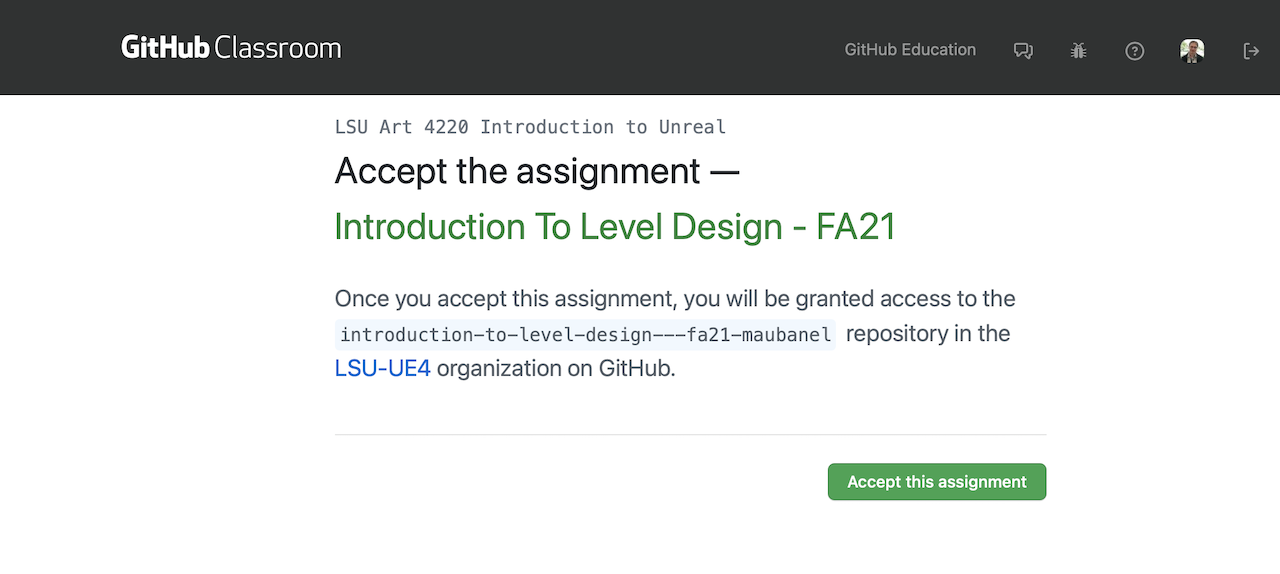 GitHub Classroom
GitHub Education
LSU Art 4220 Introduction to Unreal
Accept the assignment —
Introduction To Level Design - FA21
Once you accept this assignment, you will be granted access to the
introduction-to-level-design---fa21-maubanel repository in the
LSU-UE4 organization on GitHub.
Accept this assignment